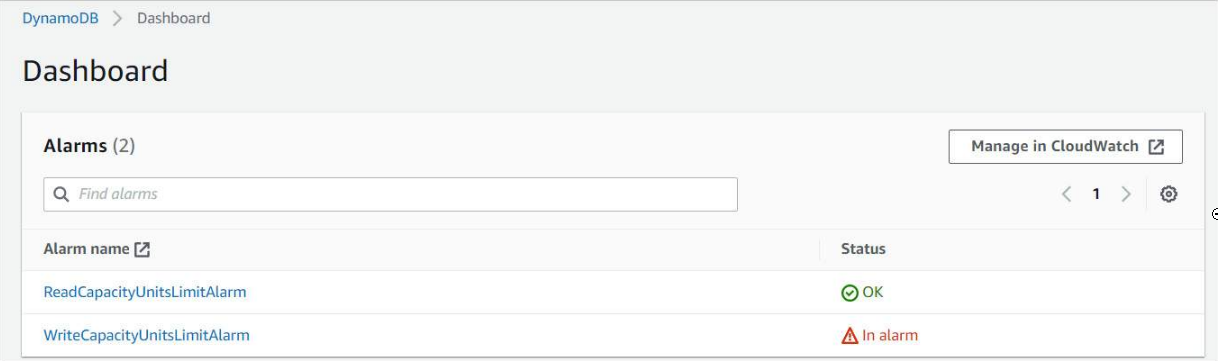 DynamoDB > Dashboard
Dashboard
Alarms (2)
Manage in CloudWatch
Find alarms
< 1 >
Alarm name Status
ReadCapacityUnitsLimitAlarm OK
WriteCapacityUnitsLimitAlarm In alarm